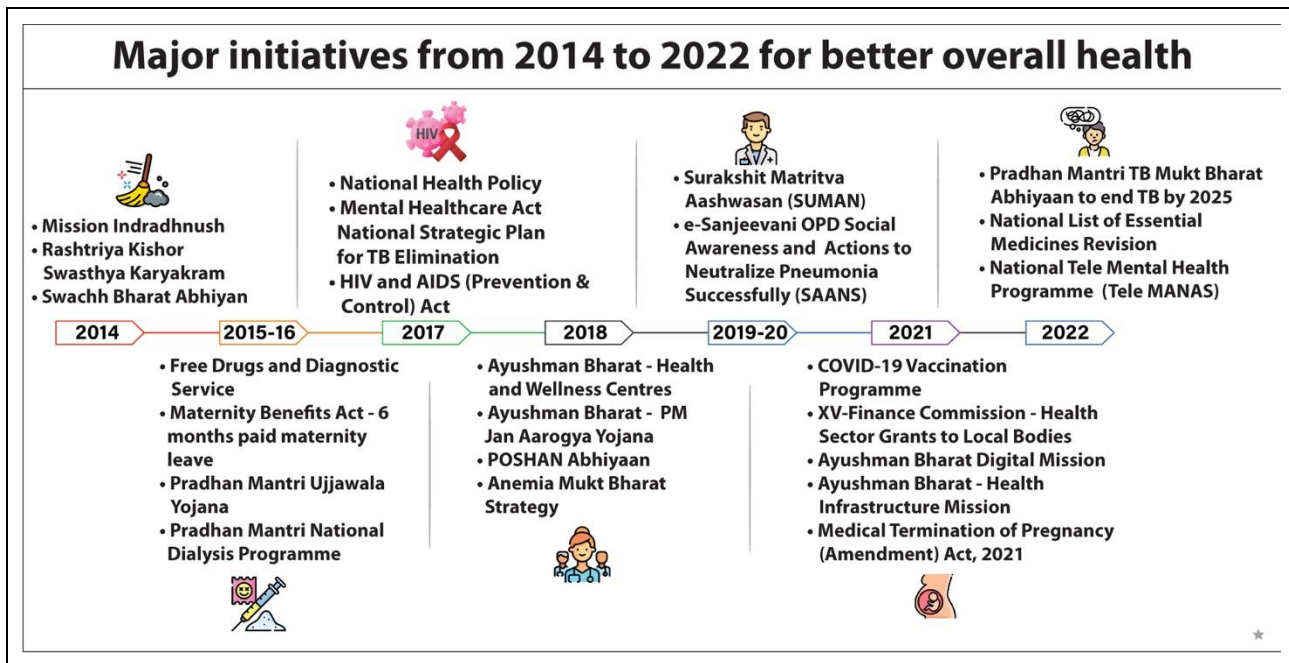 Major initiatives from 2014 to 2022 for better overall health
• Mission Indradhnush
• Rashtriya Kishor
Swasthya Karyakram
• Swachh Bharat Abhiyan
HIV
• National Health Policy
• Mental Healthcare Act
National Strategic Plan
for TB Elimination
• HIV and AIDS (Prevention &
Control) Act
• Surakshit Matritva
Aashwasan (SUMAN)
• e-Sanjeevani OPD Social
Awareness and Actions to
Neutralize Pneumonia
Successfully (SAANS)
• Pradhan Mantri TB Mukt Bharat
Abhiyaan to end TB by 2025
• National List of Essential
Medicines Revision
• National Tele Mental Health
Programme (Tele MANAS)
2014
2015-16
2017
2018
2019-20
2021
2022
• Free Drugs and Diagnostic
Service
• Maternity Benefits Act - 6
months paid maternity
leave
• Pradhan Mantri Ujjawala
Yojana
• Pradhan Mantri National
Dialysis Programme
• Ayushman Bharat - Health
and Wellness Centres
• Ayushman Bharat - PM
Jan Aarogya Yojana
• POSHAN Abhiyaan
• Anemia Mukt Bharat
Strategy
• COVID-19 Vaccination
Programme
• XV-Finance Commission - Health
Sector Grants to Local Bodies
• Ayushman Bharat Digital Mission
• Ayushman Bharat - Health
Infrastructure Mission
• Medical Termination of Pregnancy
(Amendment) Act, 2021